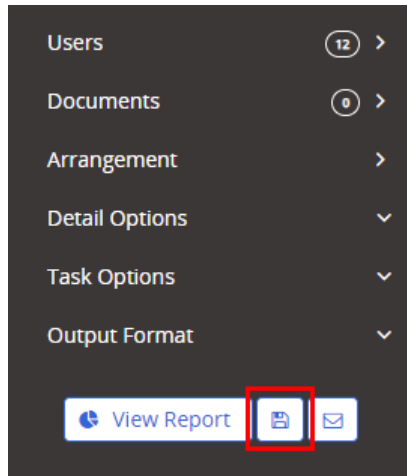 Users 12
Documents 0
Arrangement
Detail Options
Task Options
Output Format
View Report